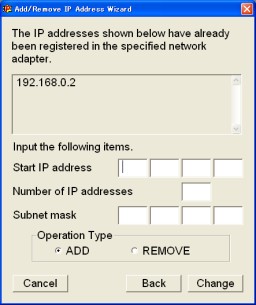 Add/Remove IP Address Wizard
The IP addresses shown below have already
been registered in the specified network
adapter.
192.168.0.2
Input the following items.
Start IP address
Number of IP addresses
Subnet mask
Operation Type
ADD REMOVE
Cancel Back Change